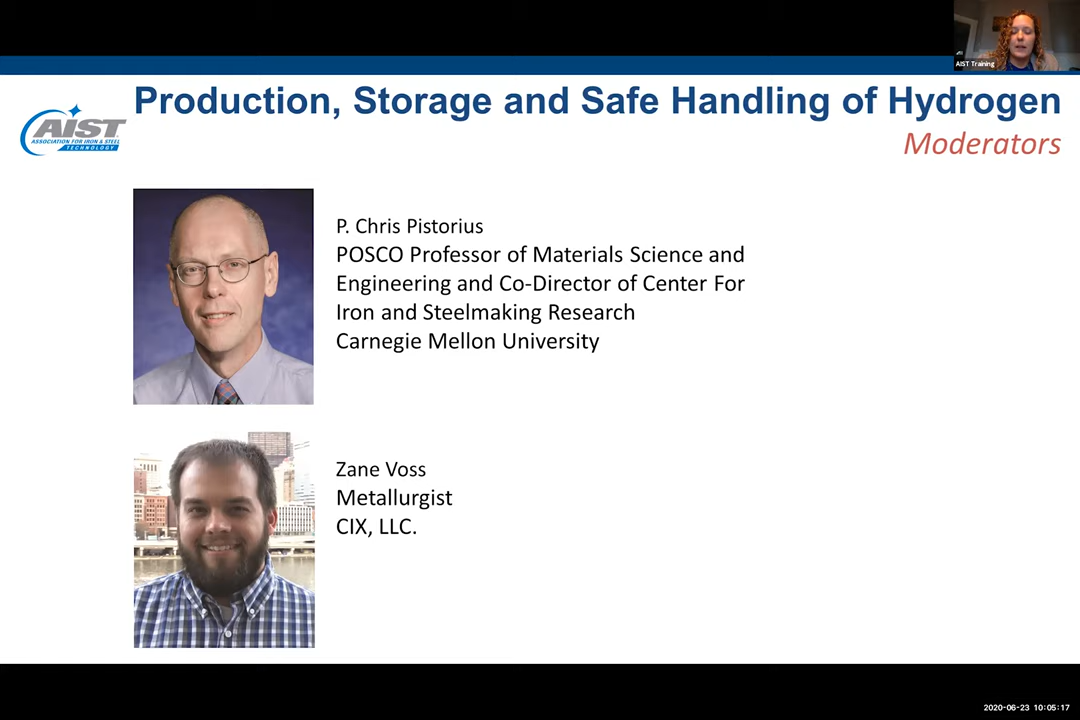 AIST Training
Production, Storage and Safe Handling of Hydrogen
Moderators
AIST
ASSOCIATION FOR IRON & STEEL
TECHNOLOGY
P. Chris Pistorius
POSCO Professor of Materials Science and
Engineering and Co-Director of Center For
Iron and Steelmaking Research
Carnegie Mellon University
Zane Voss
Metallurgist
CIX, LLC.
2020-06-23 10:05:17